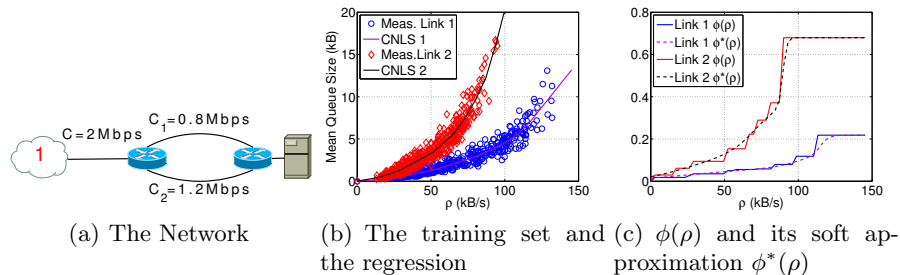 1
C=2Mbps
C₁=0.8Mbps
C₂=1.2Mbps
(a) The Network
Mean Queue Size (kB)
20
15
10
5
0
0
50
100
150
ρ (kB/s)
Meas. Link 1
CNLS 1
Meas.Link 2
CNLS 2
(b) The training set and
the regression
0.8
0.6
0.4
0.2
0
0
50
100
150
ρ (kB/s)
Link 1 ϕ(ρ)
Link 1 ϕ*(ρ)
Link 2 ϕ(ρ)
Link 2 ϕ*(ρ)
(c) ϕ(ρ) and its soft ap-
proximation ϕ*(ρ)